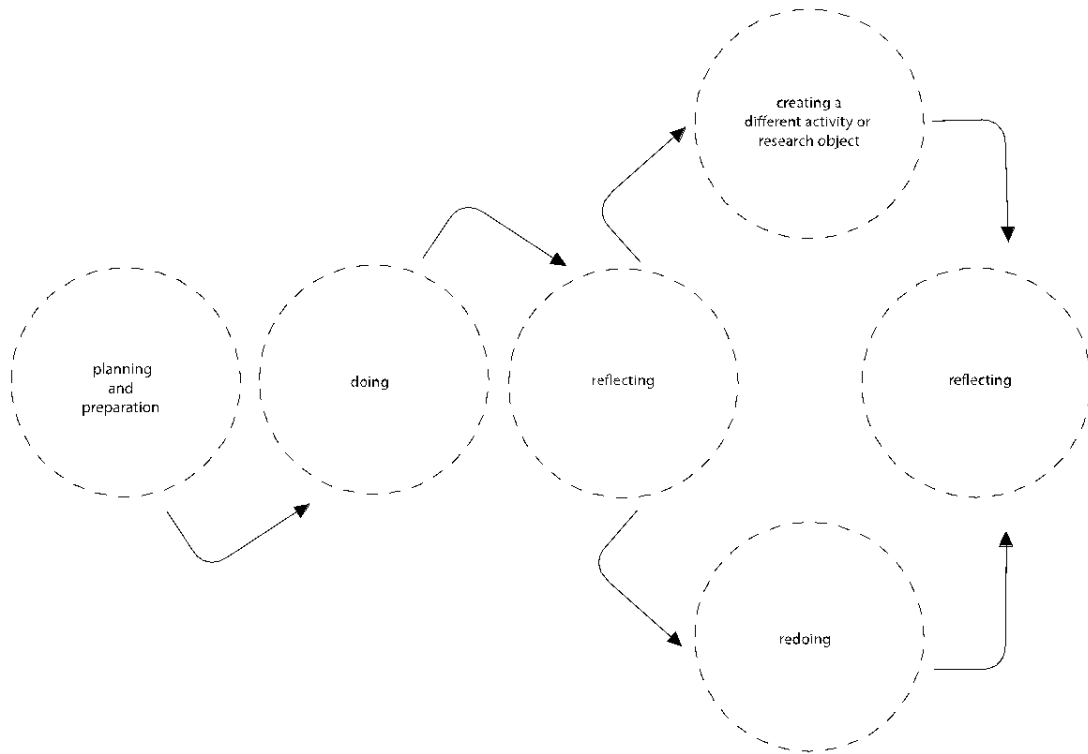 planning
and
preparation
doing
reflecting
creating a
different activity or
research object
redoing
reflecting